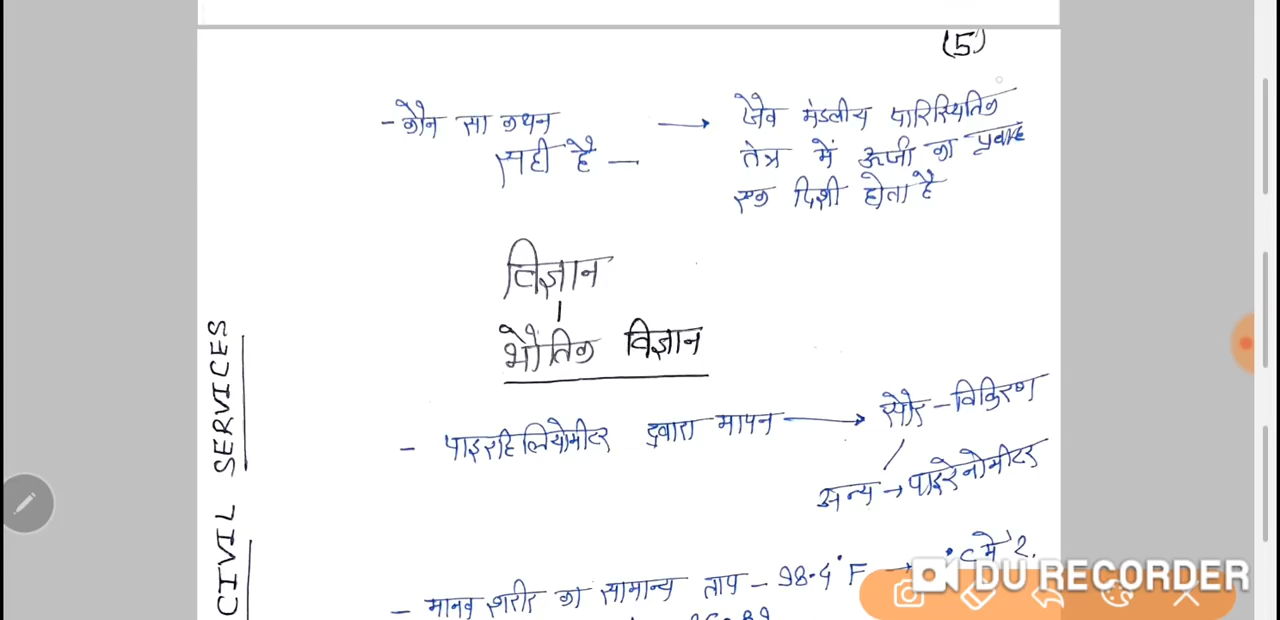 (5)
- कौन सा कथन → जैव मंडलीय पारिस्थितिक
सही है — तंत्र में ऊर्जा का प्रवाह
एक दिशी होता है
विज्ञान
भौतिक विज्ञान
- पाइरहिलियोमीटर द्वारा मापन → सौर - विकिरण
अन्य → पाइरेनोमीटर
- मानव शरीर का सामान्य ताप - 98.4°F → °C में
CIVIL SERVICES
DU RECORDER